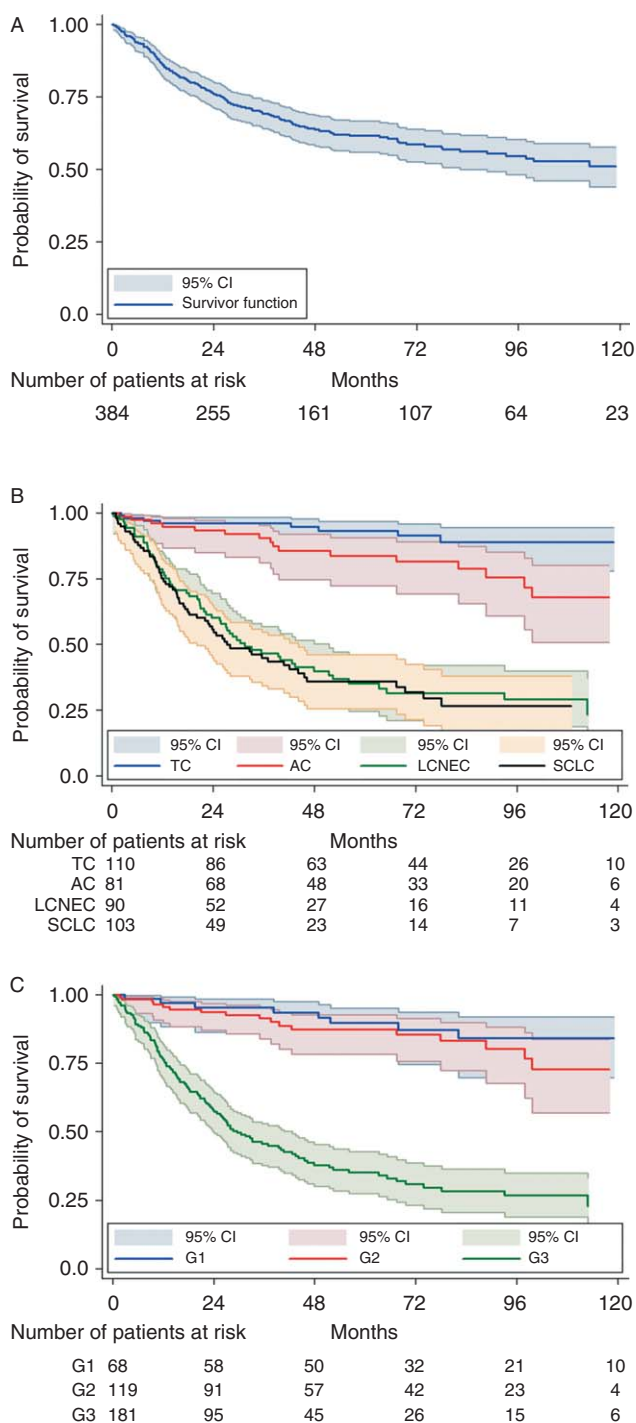 A
Probability of survival
1.00
0.75
0.50
0.25
0.0
95% CI
Survivor function
0 24 48 72 96 120
Number of patients at risk Months
384 255 161 107 64 23
B
Probability of survival
1.00
0.75
0.50
0.25
0.0
95% CI 95% CI 95% CI 95% CI
TC AC LCNEC SCLC
0 24 48 72 96 120
Number of patients at risk Months
TC 110 86 63 44 26 10
AC 81 68 48 33 20 6
LCNEC 90 52 27 16 11 4
SCLC 103 49 23 14 7 3
C
Probability of survival
1.00
0.75
0.50
0.25
0.0
95% CI 95% CI 95% CI
G1 G2 G3
0 24 48 72 96 120
Number of patients at risk Months
G1 68 58 50 32 21 10
G2 119 91 57 42 23 4
G3 181 95 45 26 15 6